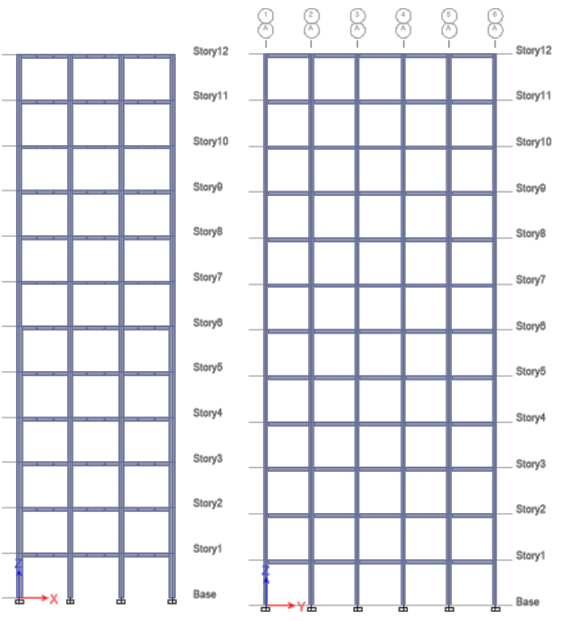 1 2 3 4 5 6
A A A A A A
Story12 Story12
Story11 Story11
Story10 Story10
Story9 Story9
Story8 Story8
Story7 Story7
Story6 Story6
Story5 Story5
Story4 Story4
Story3 Story3
Story2 Story2
Story1 Story1
Z Z
Base Base
X Y